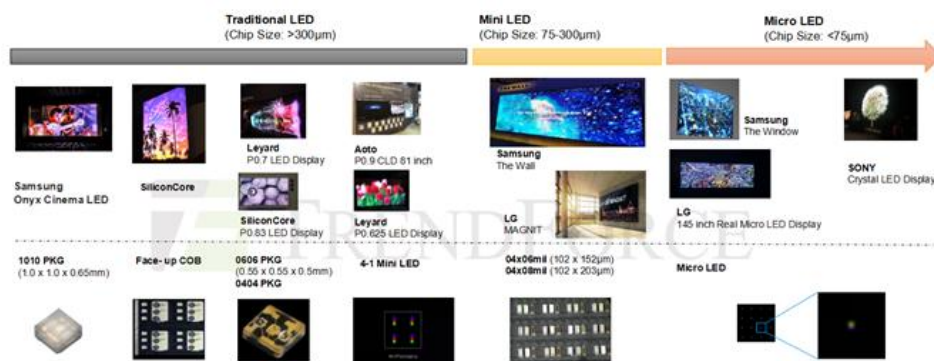 Traditional LED
(Chip Size: >300μm)
Mini LED
(Chip Size: 75-300μm)
Micro LED
(Chip Size: <75μm)
Samsung
Onyx Cinema LED
SiliconCore
Leyard
P0.7 LED Display
SiliconCore
P0.83 LED Display
Aoto
P0.9 CLD 81 inch
Leyard
P0.625 LED Display
Samsung
The Wall
LG
MAGNIT
Samsung
The Window
LG
145 inch Real Micro LED Display
SONY
Crystal LED Display
TRENDFORCE
1010 PKG
(1.0 x 1.0 x 0.65mm)
Face-up COB
0606 PKG
(0.55 x 0.55 x 0.5mm)
0404 PKG
4-1 Mini LED
04x06mil (102 x 152μm)
04x08mil (102 x 203μm)
Micro LED